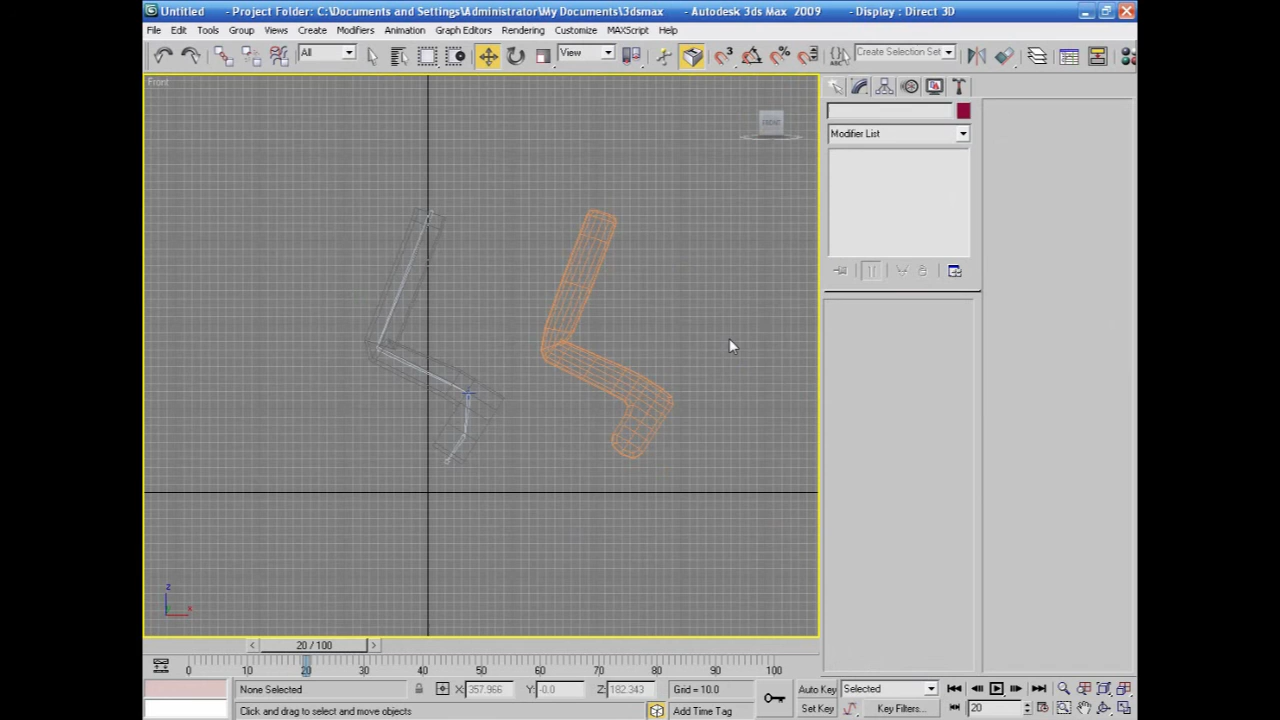 Untitled - Project Folder: C:\Documents and Settings\Administrator\My Documents\3dsmax - Autodesk 3ds Max 2009 - Display : Direct 3D
File Edit Tools Group Views Create Modifiers Animation Graph Editors Rendering Customize MAXScript Help
All View Create Selection Set
Front
FRONT
Modifier List
z
x
20 / 100
0 10 20 30 40 50 60 70 80 90 100
None Selected X: 357.966 Y: -0.0 Z: 182.343 Grid = 10.0 Auto Key Selected
Click and drag to select and move objects Add Time Tag Set Key Key Filters... 20